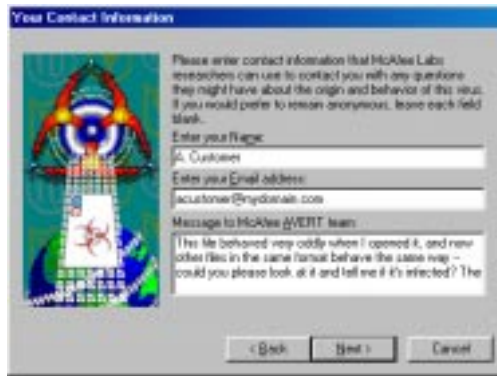 Your Contact Information
Please enter contact information that McAfee Labs
researchers can use to contact you with any questions
they might have about the origin and behavior of this virus.
If you would prefer to remain anonymous, leave each field
blank.
Enter your Name:
A. Customer
Enter your Email address:
acustomer@mydomain.com
Message to McAfee AVERT team:
This file behaved very oddly when I opened it, and now
other files in the same format behave the same way --
could you please look at it and tell me if it's infected? The
< Back
Next >
Cancel